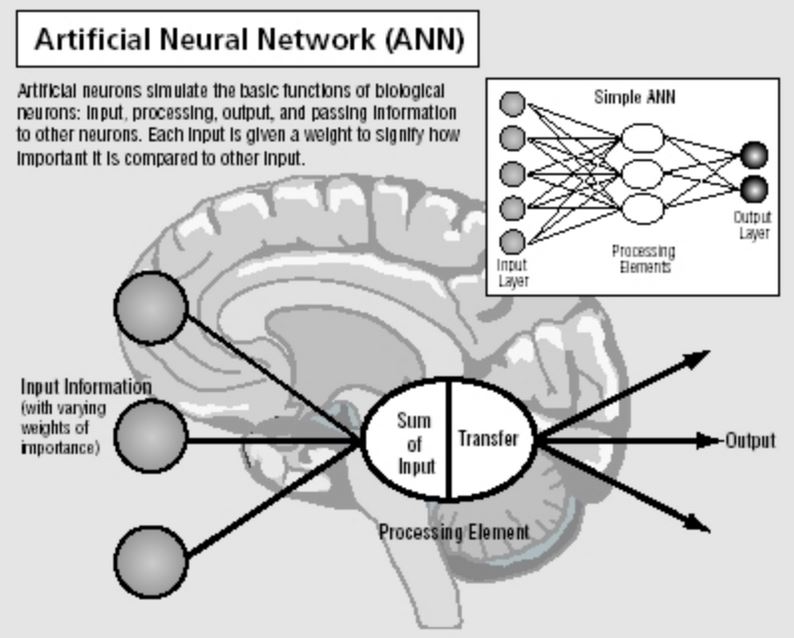 Artificial Neural Network (ANN)
Artificial neurons simulate the basic functions of biological
neurons: input, processing, output, and passing information
to other neurons. Each input is given a weight to signify how
important it is compared to other input.
Simple ANN
Input
Layer
Processing
Elements
Output
Layer
Input Information
(with varying
weights of
importance)
Sum
of
Input
Transfer
Output
Processing Element